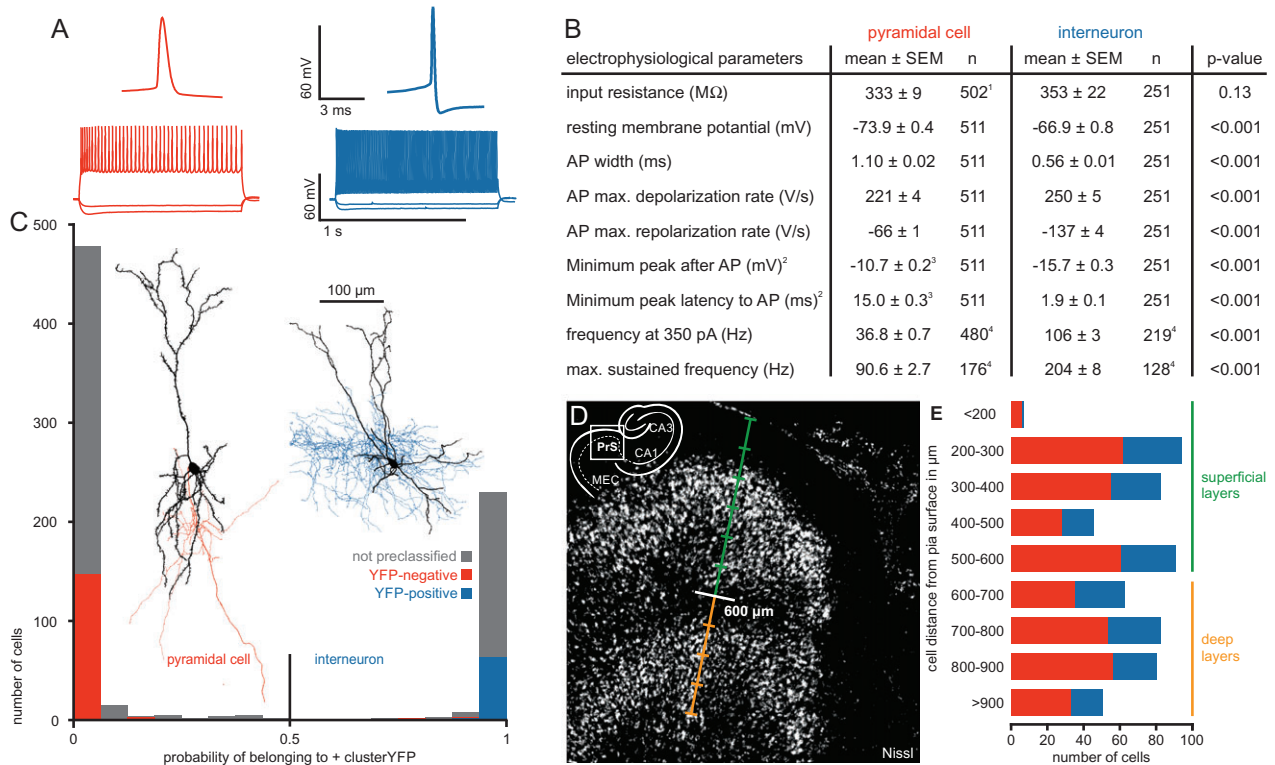 A
60 mV
3 ms
60 mV
1 s
B
pyramidal cell interneuron
electrophysiological parameters mean ± SEM n mean ± SEM n p-value
input resistance (MΩ) 333 ± 9 502¹ 353 ± 22 251 0.13
resting membrane potential (mV) -73.9 ± 0.4 511 -66.9 ± 0.8 251 <0.001
AP width (ms) 1.10 ± 0.02 511 0.56 ± 0.01 251 <0.001
AP max. depolarization rate (V/s) 221 ± 4 511 250 ± 5 251 <0.001
AP max. repolarization rate (V/s) -66 ± 1 511 -137 ± 4 251 <0.001
Minimum peak after AP (mV)² -10.7 ± 0.2³ 511 -15.7 ± 0.3 251 <0.001
Minimum peak latency to AP (ms)² 15.0 ± 0.3³ 511 1.9 ± 0.1 251 <0.001
frequency at 350 pA (Hz) 36.8 ± 0.7 480⁴ 106 ± 3 219⁴ <0.001
max. sustained frequency (Hz) 90.6 ± 2.7 176⁴ 204 ± 8 128⁴ <0.001
C
500
400
300
200
100
0
number of cells
100 µm
not preclassified
YFP-negative
YFP-positive
pyramidal cell interneuron
0 0.5 1
probability of belonging to + clusterYFP
D
CA3
PrS
CA1
MEC
600 µm
Nissl
E
cell distance from pia surface in µm
<200
200-300
300-400
400-500
500-600
600-700
700-800
800-900
>900
superficial
layers
deep
layers
0 20 40 60 80 100
number of cells